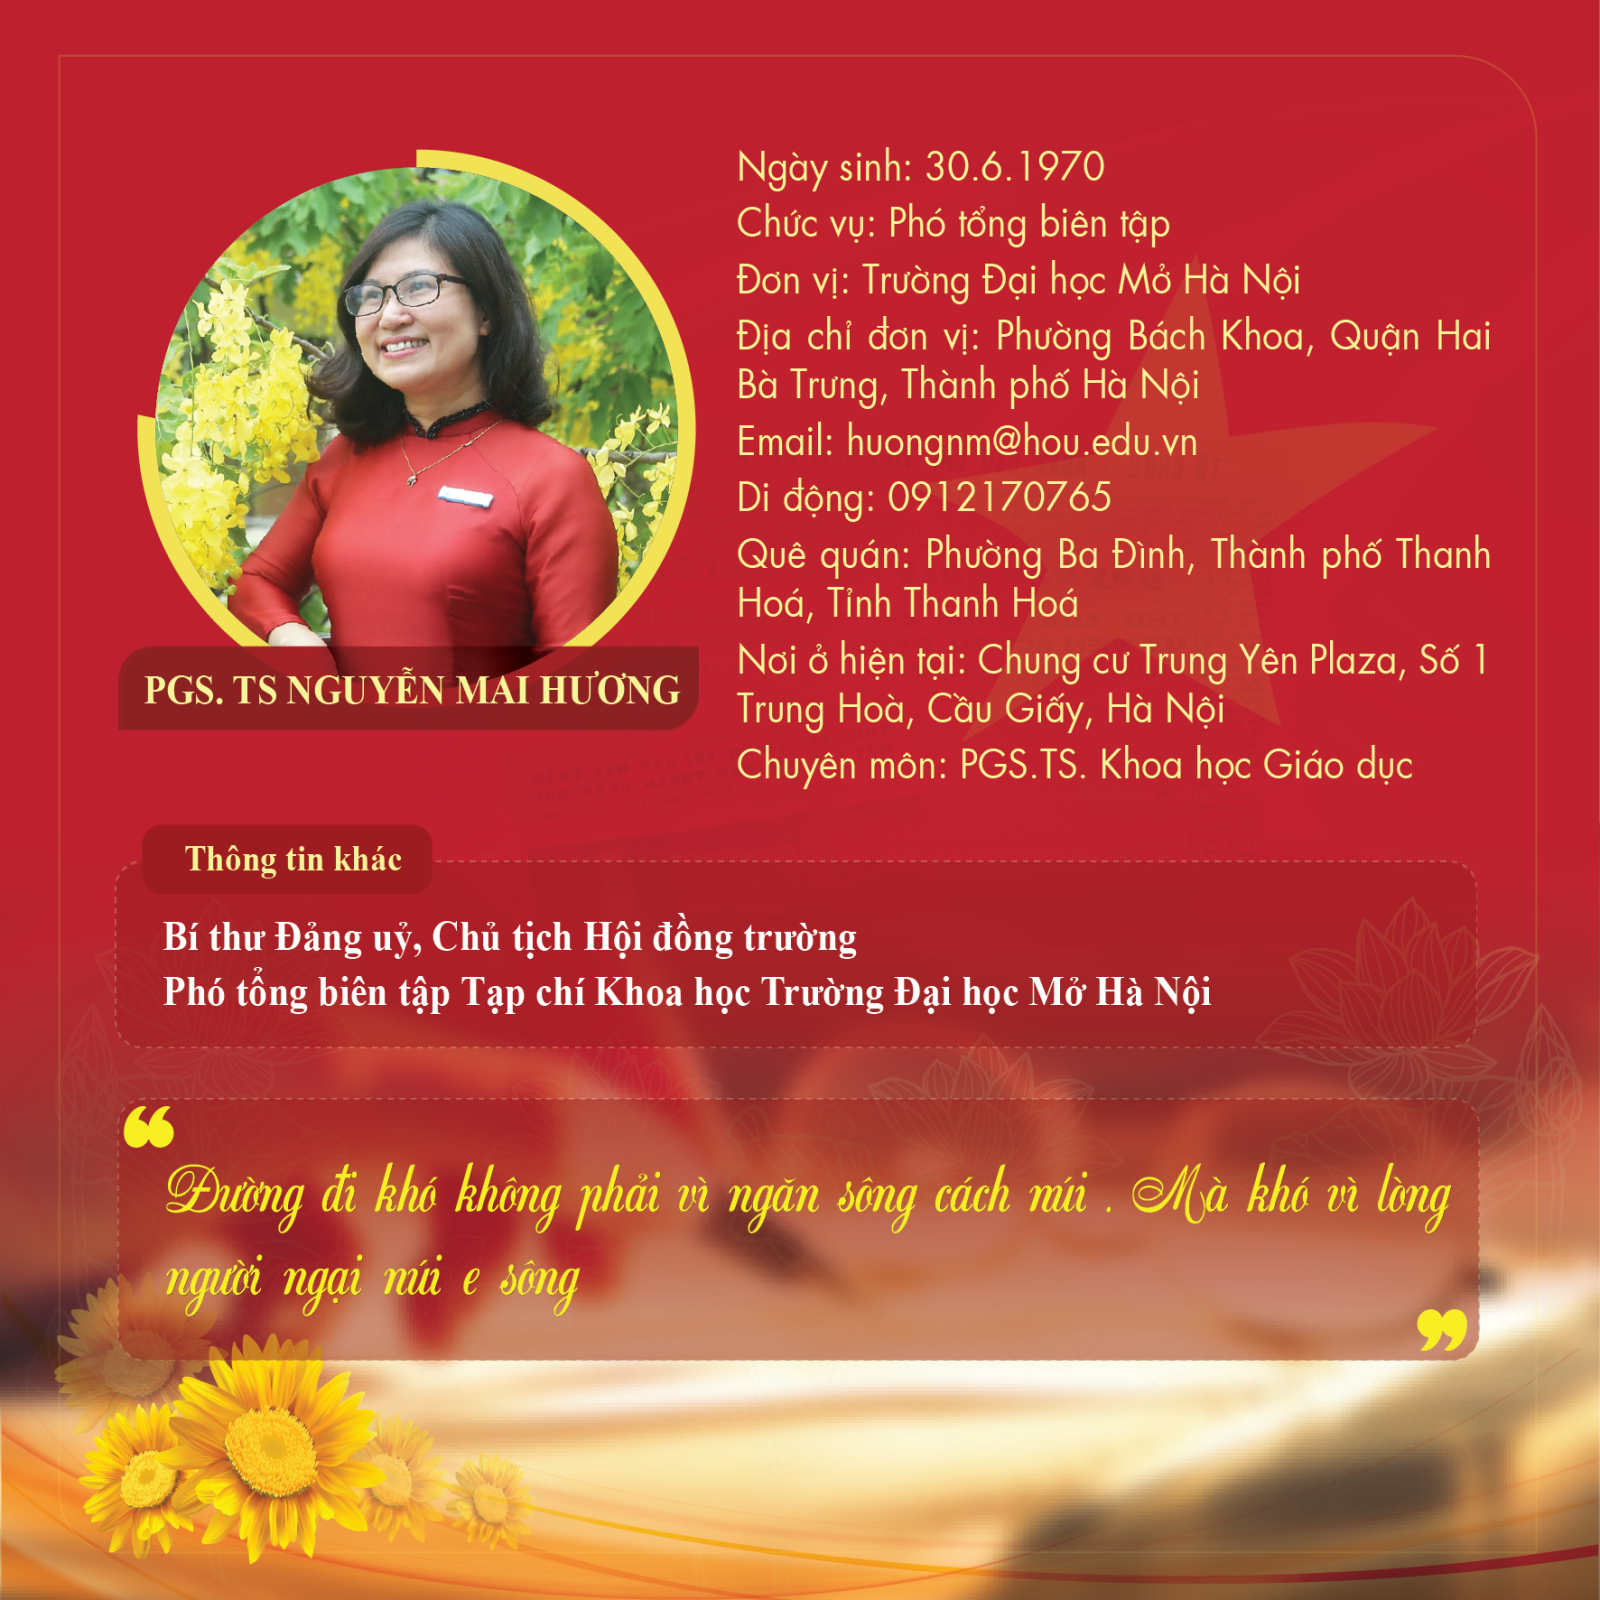 Ngày sinh: 30.6.1970
Chức vụ: Phó tổng biên tập
Đơn vị: Trường Đại học Mở Hà Nội
Địa chỉ đơn vị: Phường Bách Khoa, Quận Hai
Bà Trưng, Thành phố Hà Nội
Email: huongnm@hou.edu.vn
Di động: 0912170765
Quê quán: Phường Ba Đình, Thành phố Thanh
Hoá, Tỉnh Thanh Hoá
Nơi ở hiện tại: Chung cư Trung Yên Plaza, Số 1
Trung Hoà, Cầu Giấy, Hà Nội
Chuyên môn: PGS.TS. Khoa học Giáo dục
PGS. TS NGUYỄN MAI HƯƠNG
Thông tin khác
Bí thư Đảng uỷ, Chủ tịch Hội đồng trường
Phó tổng biên tập Tạp chí Khoa học Trường Đại học Mở Hà Nội
❝
Đường đi khó không phải vì ngăn sông cách núi . Mà khó vì lòng
người ngại núi e sông
❞